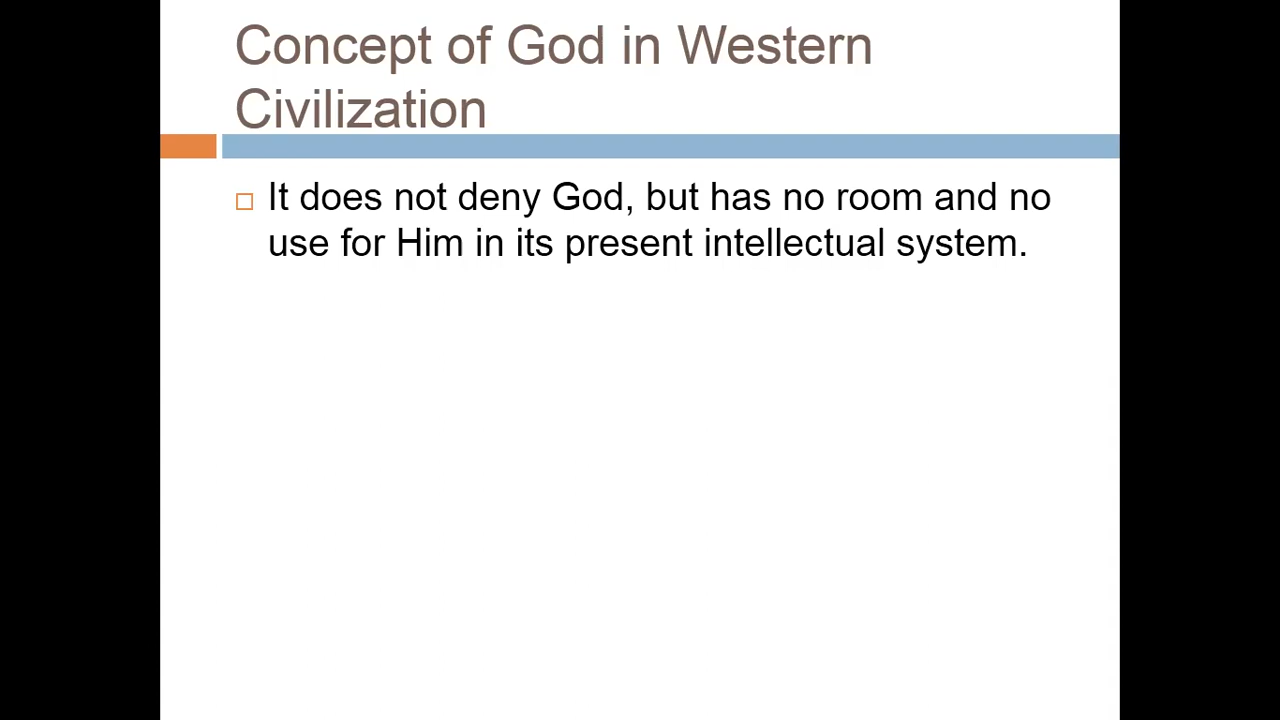 Concept of God in Western
Civilization
It does not deny God, but has no room and no
use for Him in its present intellectual system.